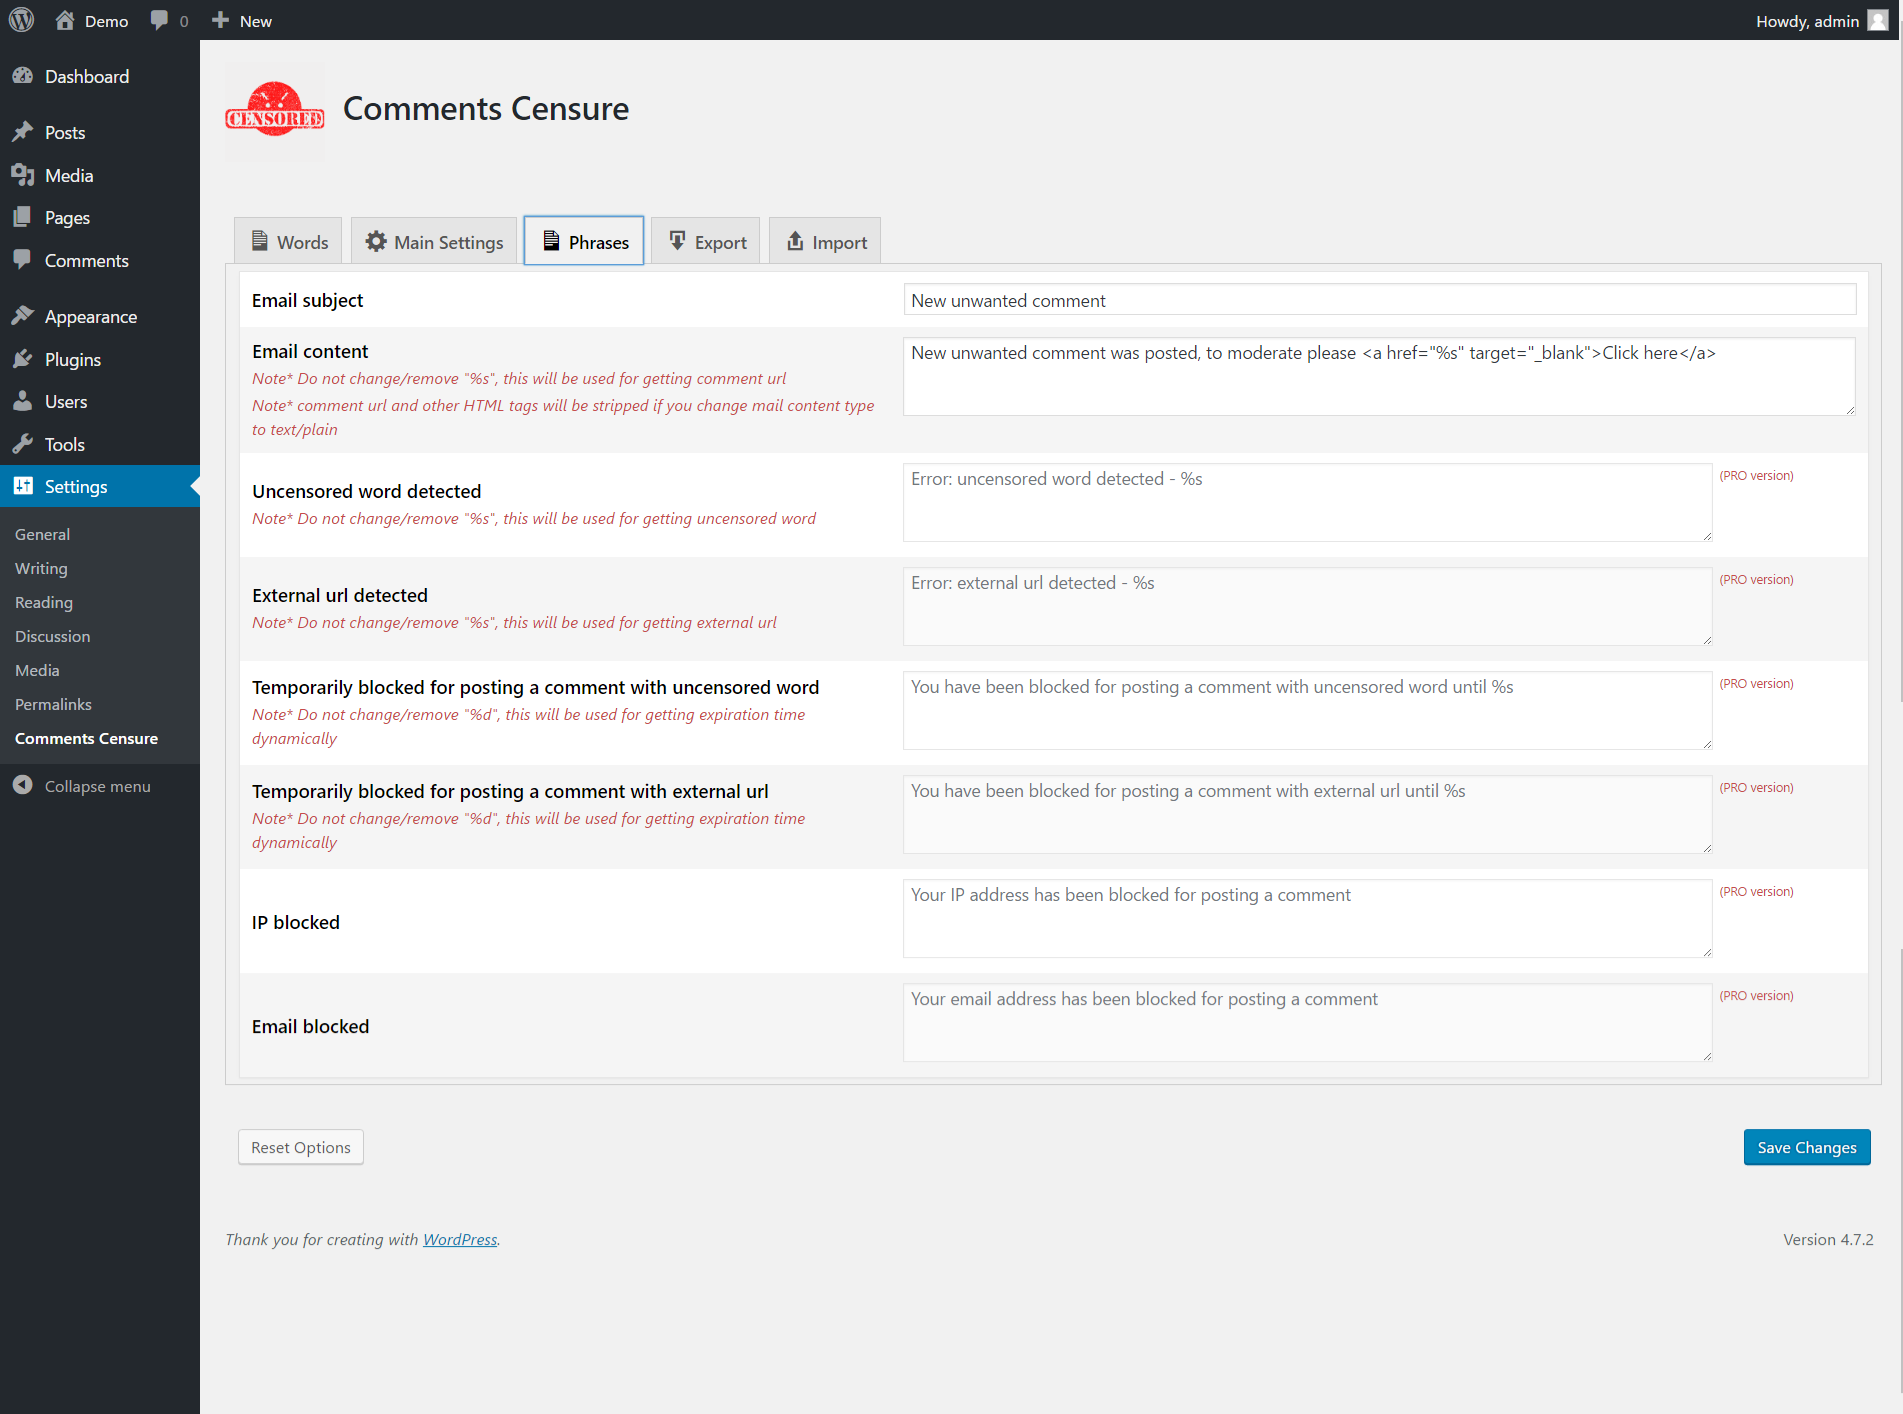 Demo
0
New
Howdy, admin
Dashboard
Posts
Media
Pages
Comments
Appearance
Plugins
Users
Tools
Settings
General
Writing
Reading
Discussion
Media
Permalinks
Comments Censure
Collapse menu
CENSORED
Comments Censure
Words
Main Settings
Phrases
Export
Import
Email subject
New unwanted comment
Email content
Note* Do not change/remove "%s", this will be used for getting comment url
Note* comment url and other HTML tags will be stripped if you change mail content type
to text/plain
New unwanted comment was posted, to moderate please <a href="%s" target="_blank">Click here</a>
Uncensored word detected
Note* Do not change/remove "%s", this will be used for getting uncensored word
Error: uncensored word detected - %s
(PRO version)
External url detected
Note* Do not change/remove "%s", this will be used for getting external url
Error: external url detected - %s
(PRO version)
Temporarily blocked for posting a comment with uncensored word
Note* Do not change/remove "%d", this will be used for getting expiration time
dynamically
You have been blocked for posting a comment with uncensored word until %s
(PRO version)
Temporarily blocked for posting a comment with external url
Note* Do not change/remove "%d", this will be used for getting expiration time
dynamically
You have been blocked for posting a comment with external url until %s
(PRO version)
IP blocked
Your IP address has been blocked for posting a comment
(PRO version)
Email blocked
Your email address has been blocked for posting a comment
(PRO version)
Reset Options
Save Changes
Thank you for creating with WordPress.
Version 4.7.2